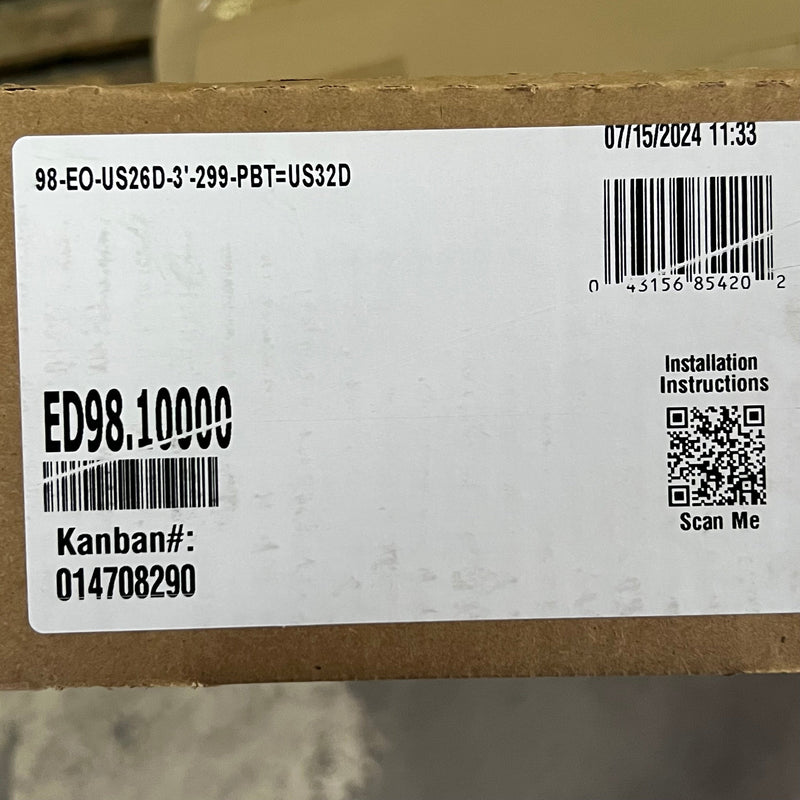 07/15/2024 11:33
98-EO-US26D-3'-299-PBT=US32D
0 43156 85420 2
Installation
Instructions
Scan Me
ED98.10000
Kanban#:
014708290